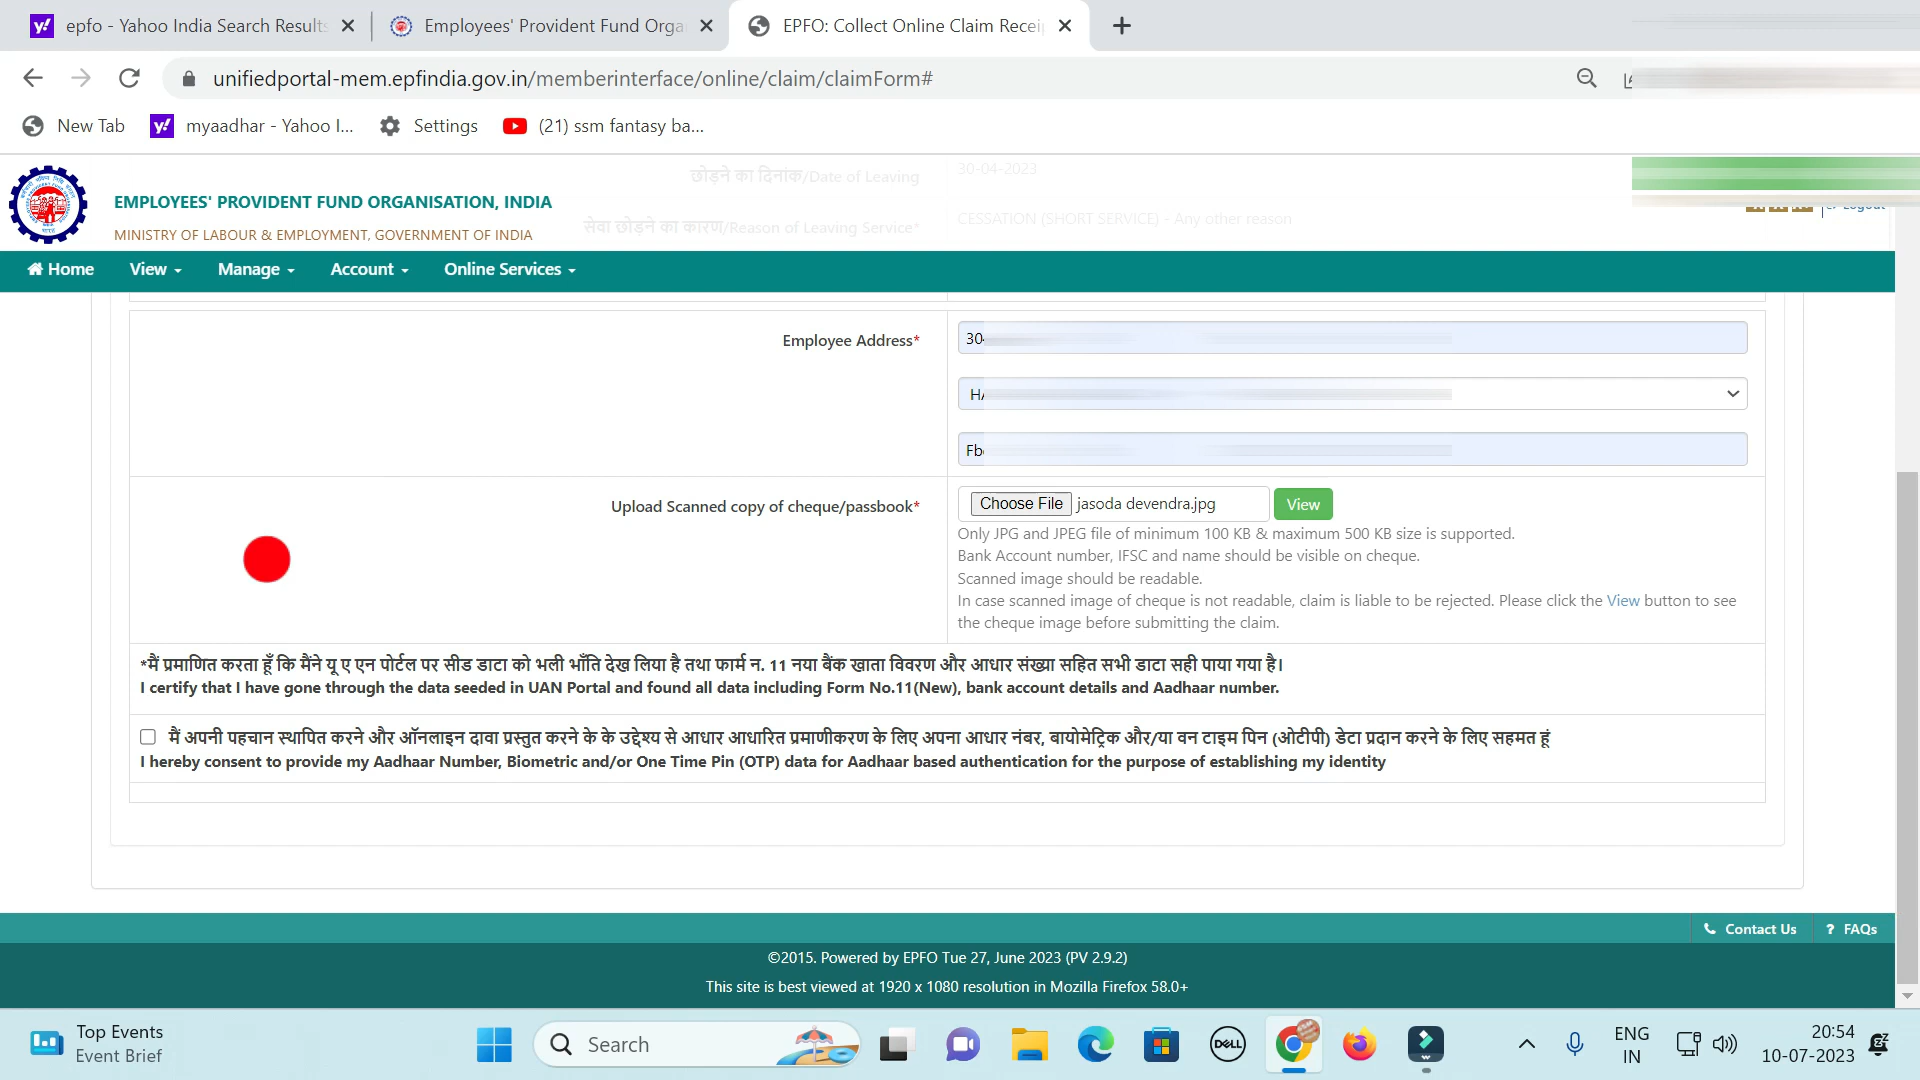 epfo - Yahoo India Search Results
Employees' Provident Fund Orga
EPFO: Collect Online Claim Recei
unifiedportal-mem.epfindia.gov.in/memberinterface/online/claim/claimForm#
New Tab
myaadhar - Yahoo I...
Settings
(21) ssm fantasy ba...
छोड़ने का दिनांक/Date of Leaving
30-04-2023
EMPLOYEES' PROVIDENT FUND ORGANISATION, INDIA
MINISTRY OF LABOUR & EMPLOYMENT, GOVERNMENT OF INDIA
सेवा छोड़ने का कारण/Reason of Leaving Service*
CESSATION (SHORT SERVICE) - Any other reason
Logout
Home View Manage Account Online Services
Employee Address*
30
H
Fb
Upload Scanned copy of cheque/passbook*
Choose File jasoda devendra.jpg View
Only JPG and JPEG file of minimum 100 KB & maximum 500 KB size is supported.
Bank Account number, IFSC and name should be visible on cheque.
Scanned image should be readable.
In case scanned image of cheque is not readable, claim is liable to be rejected. Please click the View button to see
the cheque image before submitting the claim.
*मैं प्रमाणित करता हूँ कि मैंने यू ए एन पोर्टल पर सीड डाटा को भली भाँति देख लिया है तथा फार्म न. 11 नया बैंक खाता विवरण और आधार संख्या सहित सभी डाटा सही पाया गया है।
I certify that I have gone through the data seeded in UAN Portal and found all data including Form No.11(New), bank account details and Aadhaar number.
मैं अपनी पहचान स्थापित करने और ऑनलाइन दावा प्रस्तुत करने के के उद्देश्य से आधार आधारित प्रमाणीकरण के लिए अपना आधार नंबर, बायोमेट्रिक और/या वन टाइम पिन (ओटीपी) डेटा प्रदान करने के लिए सहमत हूं
I hereby consent to provide my Aadhaar Number, Biometric and/or One Time Pin (OTP) data for Aadhaar based authentication for the purpose of establishing my identity
Contact Us
? FAQs
©2015. Powered by EPFO Tue 27, June 2023 (PV 2.9.2)
This site is best viewed at 1920 x 1080 resolution in Mozilla Firefox 58.0+
Top Events
Event Brief
Search
DELL
ENG
IN
20:54
10-07-2023